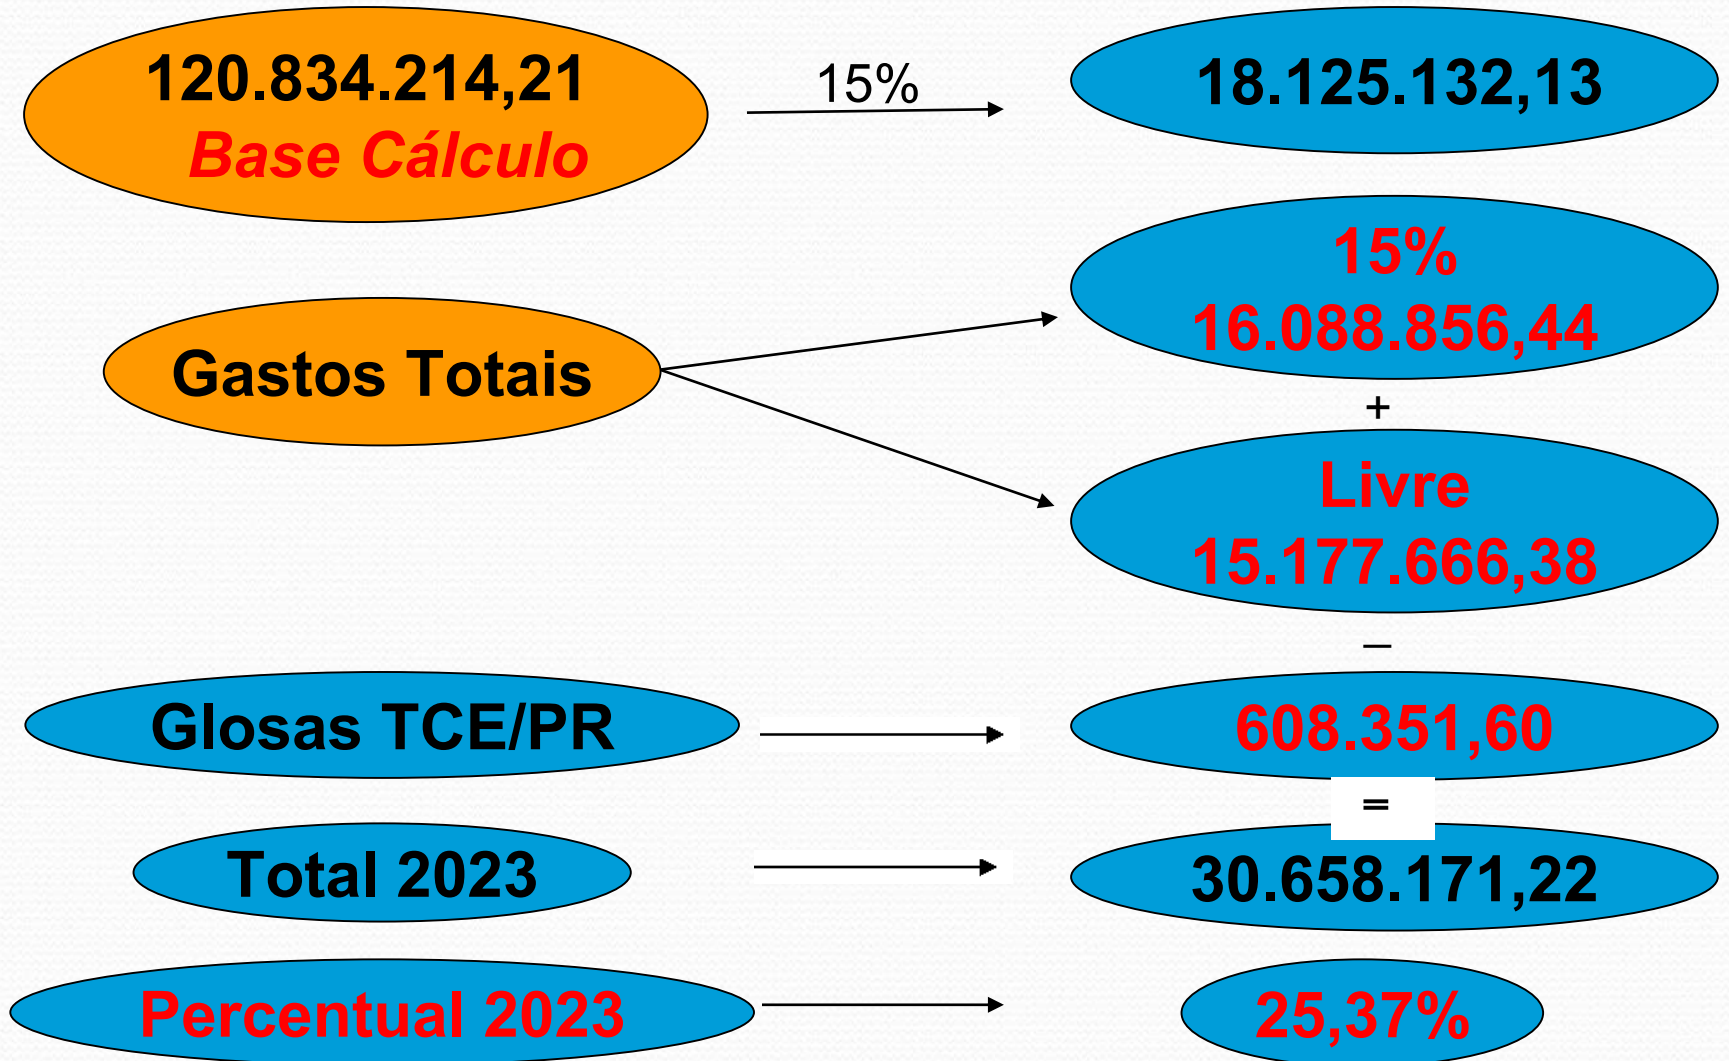 120.834.214,21
Base Cálculo
15%
18.125.132,13
Gastos Totais
15%
16.088.856,44
+
Livre
15.177.666,38
–
Glosas TCE/PR
608.351,60
=
Total 2023
30.658.171,22
Percentual 2023
25,37%